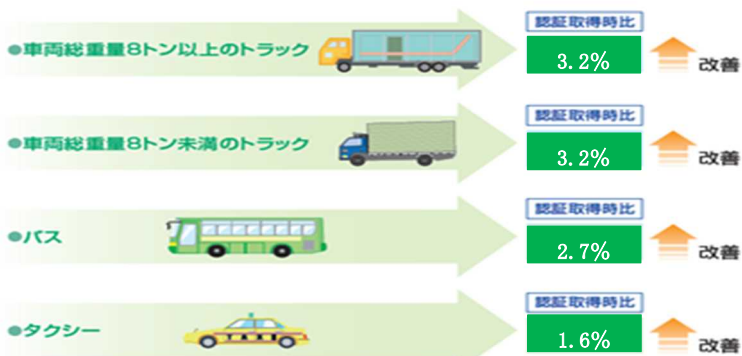 認証取得時比
●車両総重量8トン以上のトラック
3.2%
改善
認証取得時比
●車両総重量8トン未満のトラック
3.2%
改善
認証取得時比
●バス
2.7%
改善
認証取得時比
●タクシー
1.6%
改善